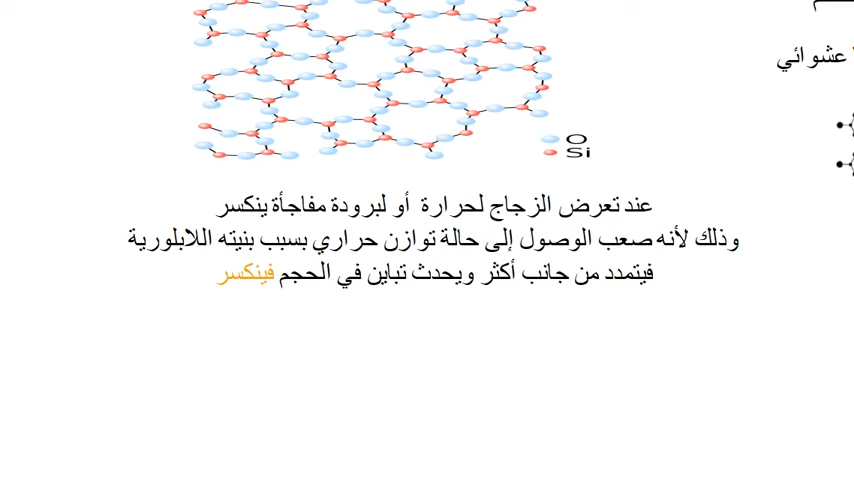 عشوائي
O
Si
عند تعرض الزجاج لحرارة أو لبرودة مفاجأة ينكسر
وذلك لأنه صعب الوصول إلى حالة توازن حراري بسبب بنيته اللابلورية
فيتمدد من جانب أكثر ويحدث تباين في الحجم فينكسر